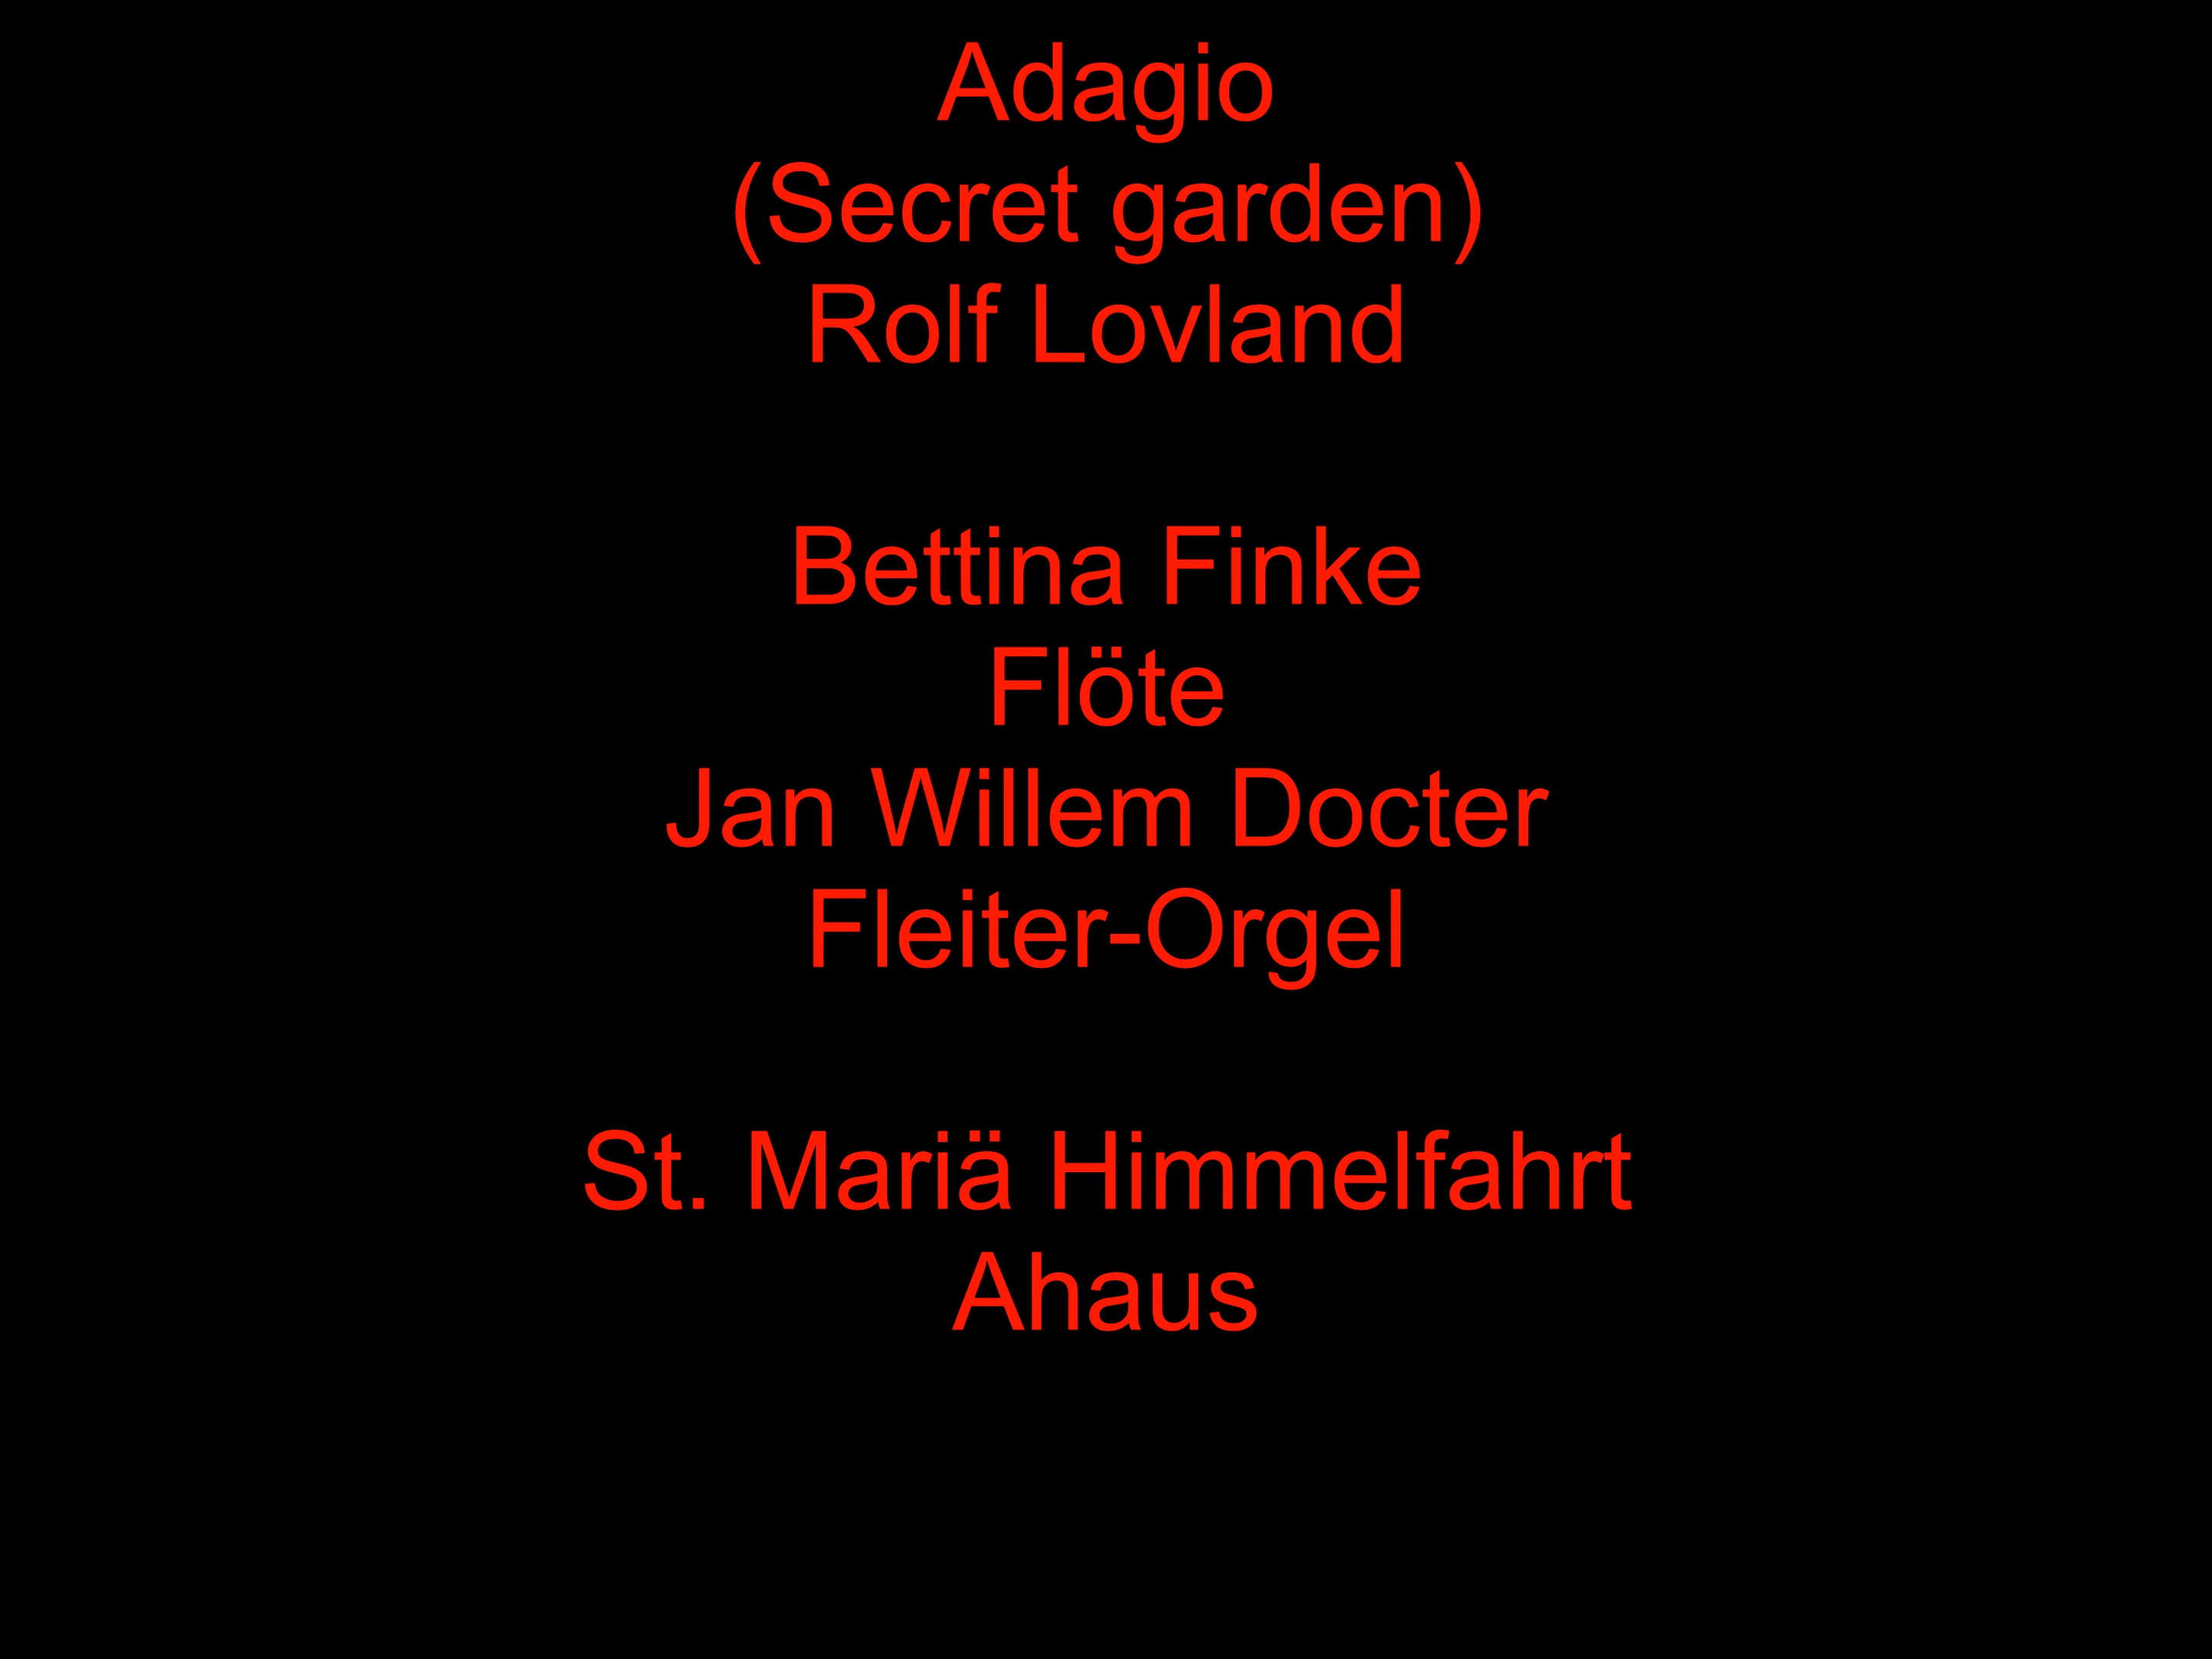 Adagio
(Secret garden)
Rolf Lovland
Bettina Finke
Flöte
Jan Willem Docter
Fleiter-Orgel
St. Mariä Himmelfahrt
Ahaus